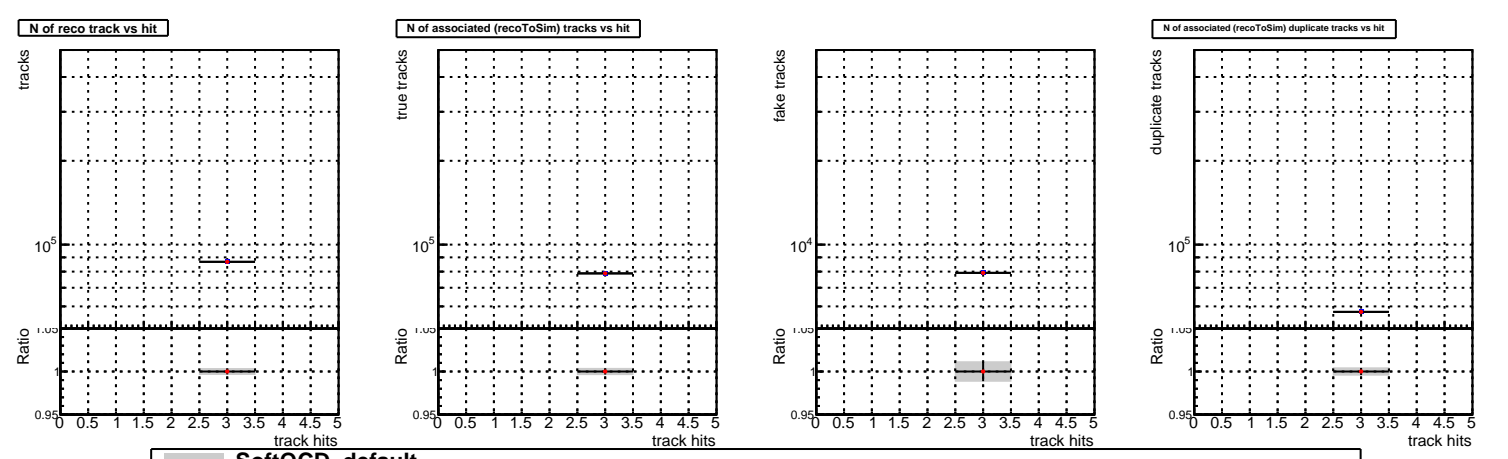 N of reco track vs hit
N of associated (recoToSim) tracks vs hit
N of associated (recoToSim) duplicate tracks vs hit
tracks
10^5
Ratio
1.05
1
0.95
0 0.5 1 1.5 2 2.5 3 3.5 4 4.5 5
track hits
true tracks
10^5
Ratio
1.05
1
0.95
0 0.5 1 1.5 2 2.5 3 3.5 4 4.5 5
track hits
fake tracks
10^4
Ratio
1.05
1
0.95
0 0.5 1 1.5 2 2.5 3 3.5 4 4.5 5
track hits
duplicate tracks
10^5
Ratio
1.05
1
0.95
0 0.5 1 1.5 2 2.5 3 3.5 4 4.5 5
track hits
SoftQCD default